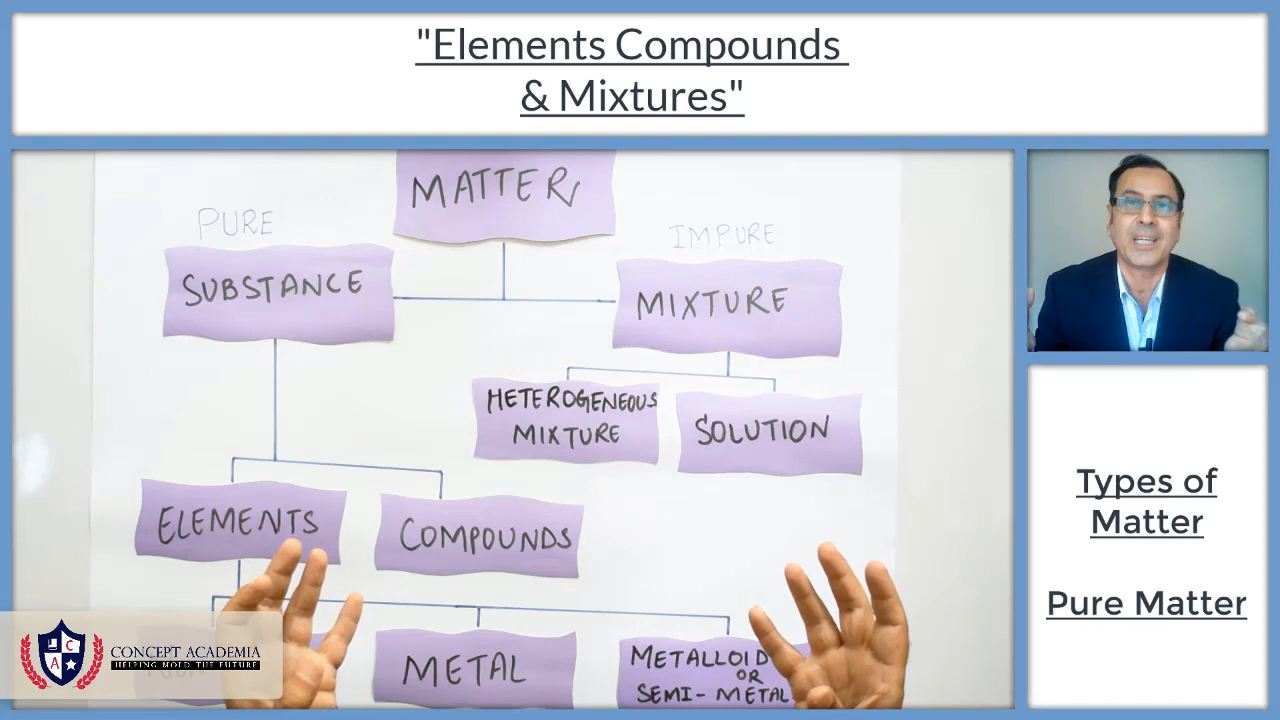 "Elements Compounds
& Mixtures"
MATTER
PURE
IMPURE
SUBSTANCE
MIXTURE
HETEROGENEOUS
MIXTURE
SOLUTION
ELEMENTS
COMPOUNDS
METAL
METALLOID
OR
SEMI-METAL
CONCEPT ACADEMIA
HELPING MOLD THE FUTURE
C
A
Types of
Matter
Pure Matter